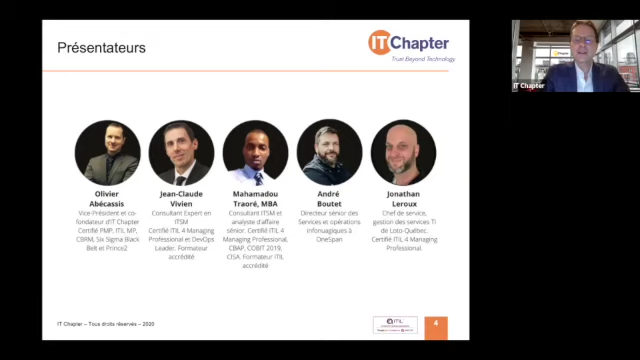 Présentateurs
IT Chapter
True Beyond Technology
Olivier
Abécassis
Vice-Président et co-
fondateur d'IT Chapter
Certifié PMP, ITIL MP,
CBRM, Six Sigma Black
Belt et Prince2
Jean-Claude
Vivien
Consultant Expert en
ITSM
Certifié ITIL 4 Managing
Professional et DevOps
Leader. Formateur
accrédité
Mahamadou
Traoré, MBA
Consultant ITSM et
analyste d'affaire
sénior. Certifié ITIL 4
Managing Professional,
CBAP, COBIT 2019,
CISA. Formateur ITIL
accrédité
André
Boutet
Directeur sénior des
Services et opérations
infonuagiques à
OneSpan
Jonathan
Leroux
Chef de service,
gestion des services TI
de Loto-Québec.
Certifié ITIL 4 Managing
Professional.
IT Chapter – Tous droits réservés – 2020
ITIL
4
IT Chapter